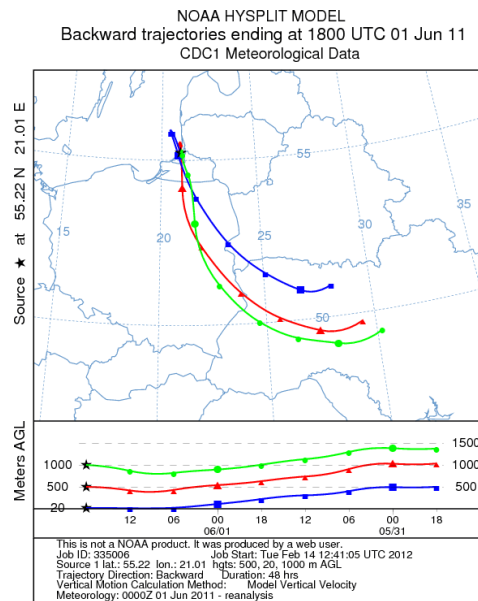 NOAA HYSPLIT MODEL
Backward trajectories ending at 1800 UTC 01 Jun 11
CDC1 Meteorological Data
Source ★ at 55.22 N 21.01 E
15
20
25
30
35
55
50
Meters AGL
1500
1000
1000
500
500
20
12
06
00
18
12
06
00
18
06/01
05/31
This is not a NOAA product. It was produced by a web user.
Job ID: 335006 Job Start: Tue Feb 14 12:41:05 UTC 2012
Source 1 lat.: 55.22 lon.: 21.01 hgts: 500, 20, 1000 m AGL
Trajectory Direction: Backward Duration: 48 hrs
Vertical Motion Calculation Method: Model Vertical Velocity
Meteorology: 0000Z 01 Jun 2011 - reanalysis